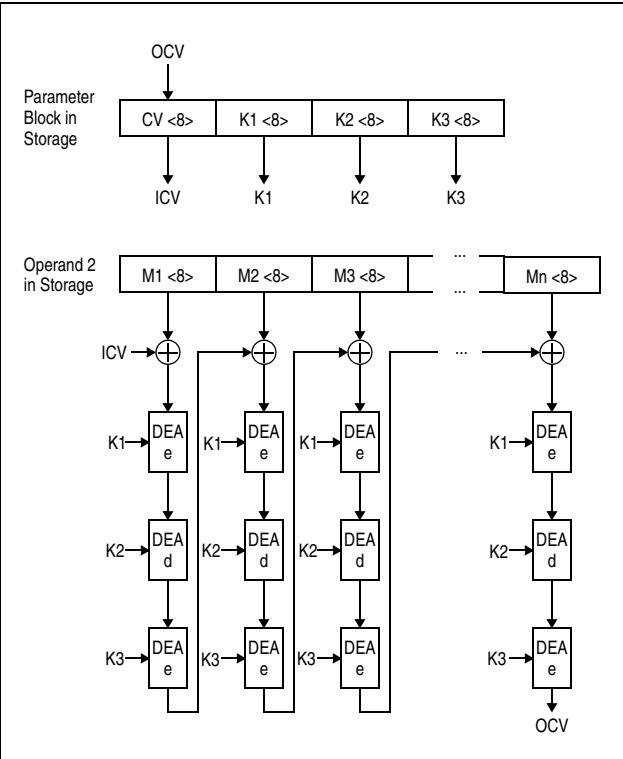 OCV
Parameter
Block in
Storage
CV <8> K1 <8> K2 <8> K3 <8>
ICV K1 K2 K3
Operand 2
in Storage
M1 <8> M2 <8> M3 <8> ... ... Mn <8>
ICV ...
K1 DEA e K1 DEA e K1 DEA e K1 DEA e
K2 DEA d K2 DEA d K2 DEA d K2 DEA d
K3 DEA e K3 DEA e K3 DEA e K3 DEA e
OCV